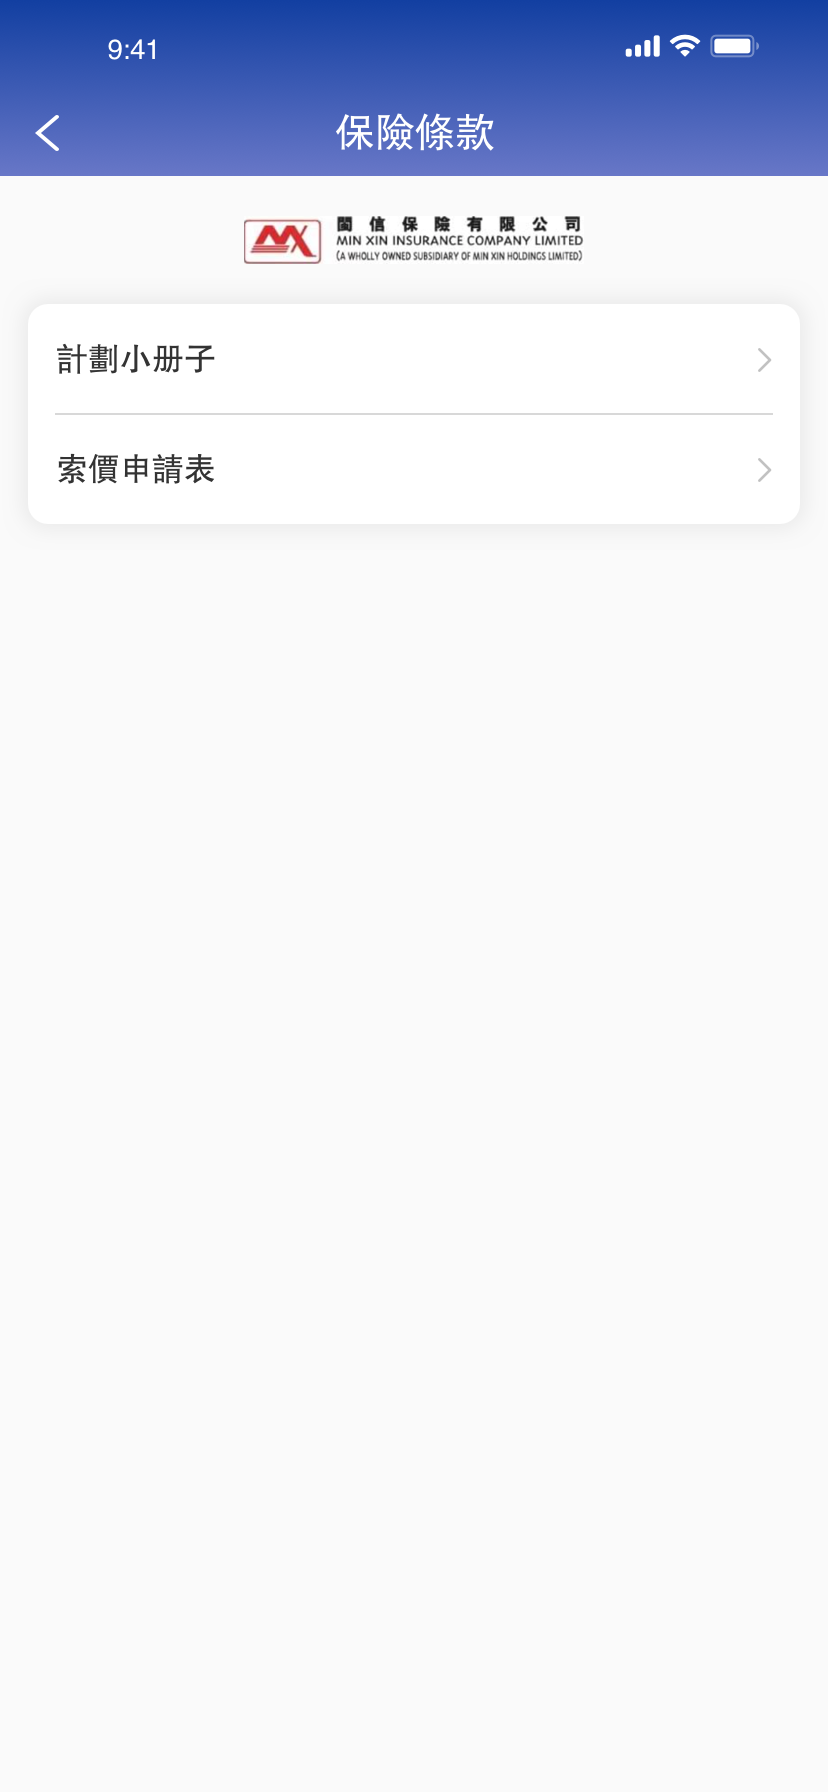 9:41
保險條款
閩信保險有限公司
MIN XIN INSURANCE COMPANY LIMITED
(A WHOLLY OWNED SUBSIDIARY OF MIN XIN HOLDINGS LIMITED)
計劃小册子
索價申請表